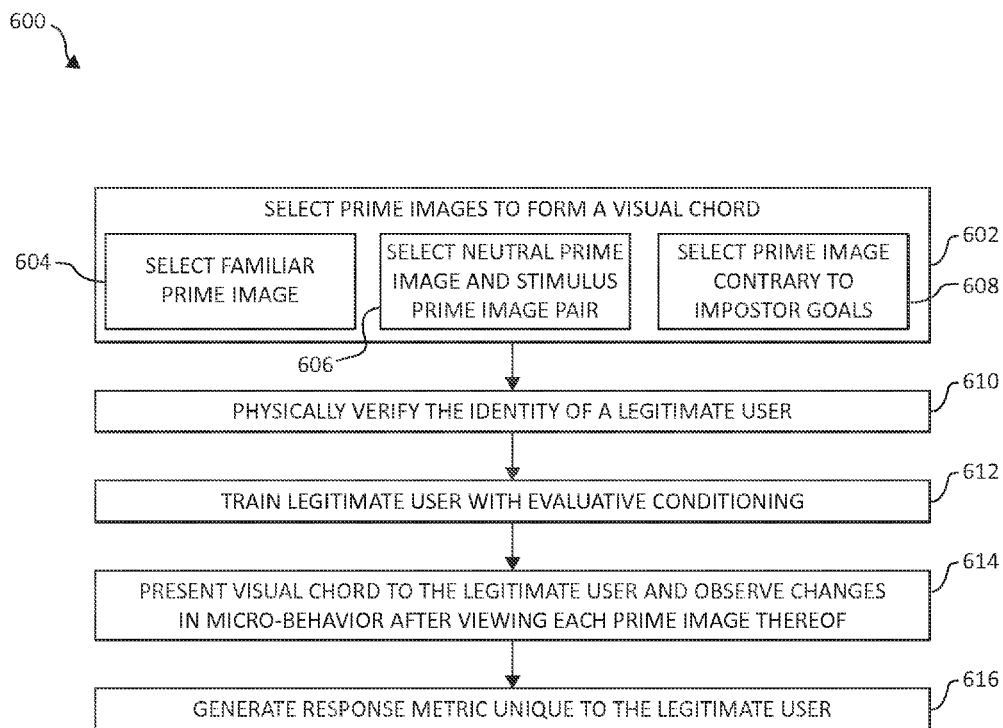 600
SELECT PRIME IMAGES TO FORM A VISUAL CHORD
602
604
SELECT FAMILIAR
PRIME IMAGE
SELECT NEUTRAL PRIME
IMAGE AND STIMULUS
PRIME IMAGE PAIR
606
SELECT PRIME IMAGE
CONTRARY TO
IMPOSTOR GOALS
608
PHYSICALLY VERIFY THE IDENTITY OF A LEGITIMATE USER
610
TRAIN LEGITIMATE USER WITH EVALUATIVE CONDITIONING
612
PRESENT VISUAL CHORD TO THE LEGITIMATE USER AND OBSERVE CHANGES
IN MICRO-BEHAVIOR AFTER VIEWING EACH PRIME IMAGE THEREOF
614
GENERATE RESPONSE METRIC UNIQUE TO THE LEGITIMATE USER
616